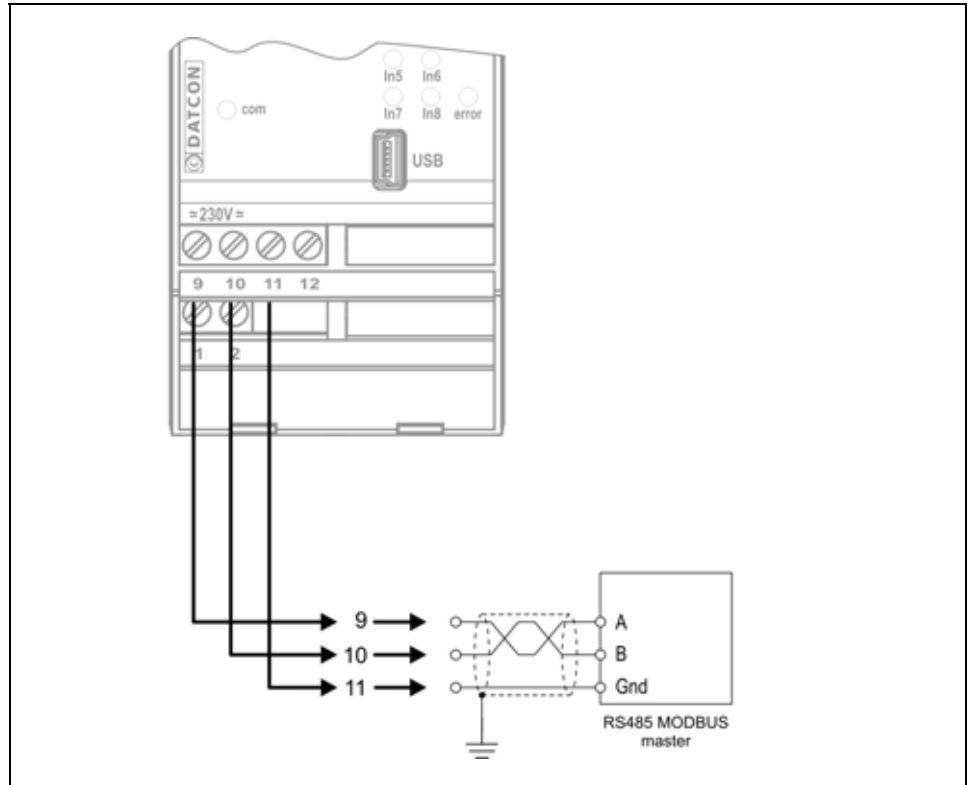 In5 In6
DATCON
com
In7 In8 error
USB
≂230V≂
9 10 11 12
1 2
9
A
10
B
11
Gnd
RS485 MODBUS
master